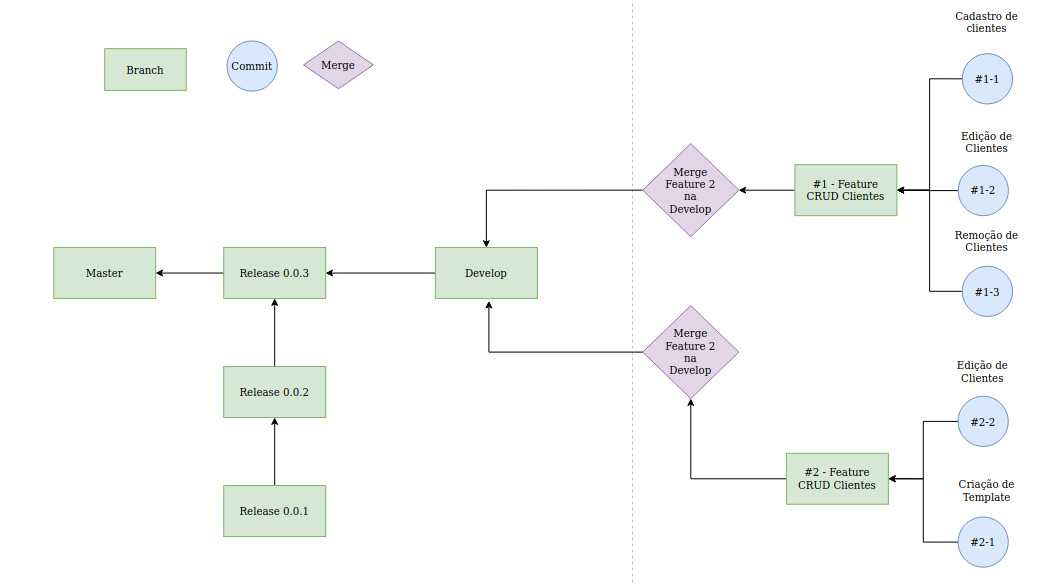 Branch
Commit
Merge
Cadastro de
clientes
#1-1
Edição de
Clientes
#1-2
Remoção de
Clientes
#1-3
#1 - Feature
CRUD Clientes
Merge
Feature 2
na
Develop
Master
Release 0.0.3
Develop
Merge
Feature 2
na
Develop
Release 0.0.2
Release 0.0.1
#2 - Feature
CRUD Clientes
Edição de
Clientes
#2-2
Criação de
Template
#2-1